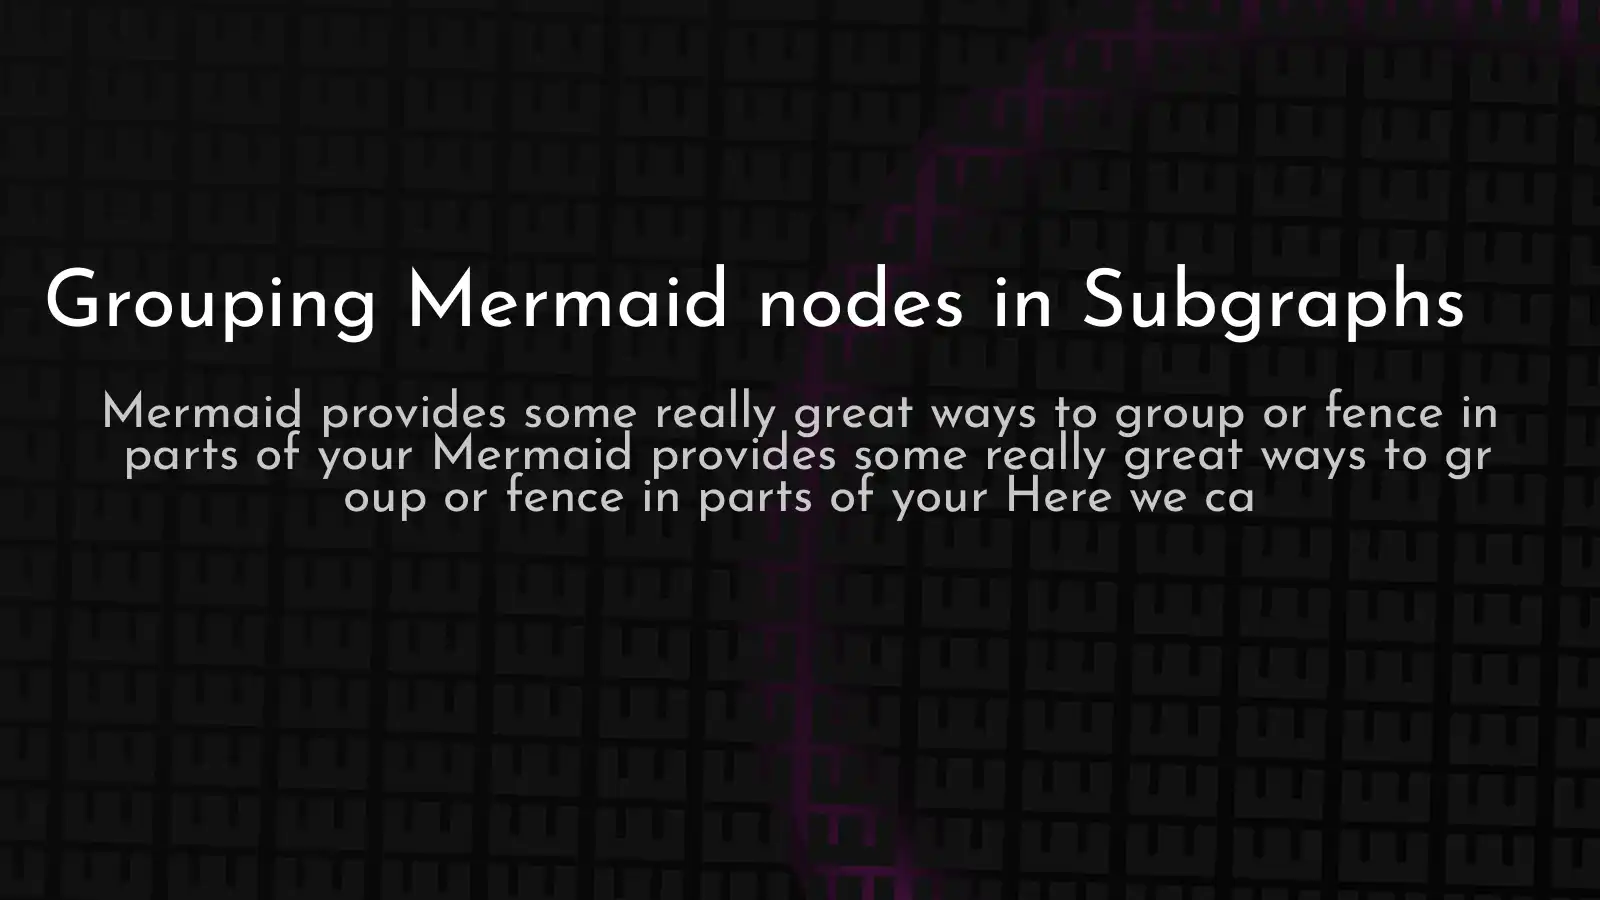 Grouping Mermaid nodes in Subgraphs
Mermaid provides some really great ways to group or fence in
parts of your Mermaid provides some really great ways to gr
oup or fence in parts of your Here we ca